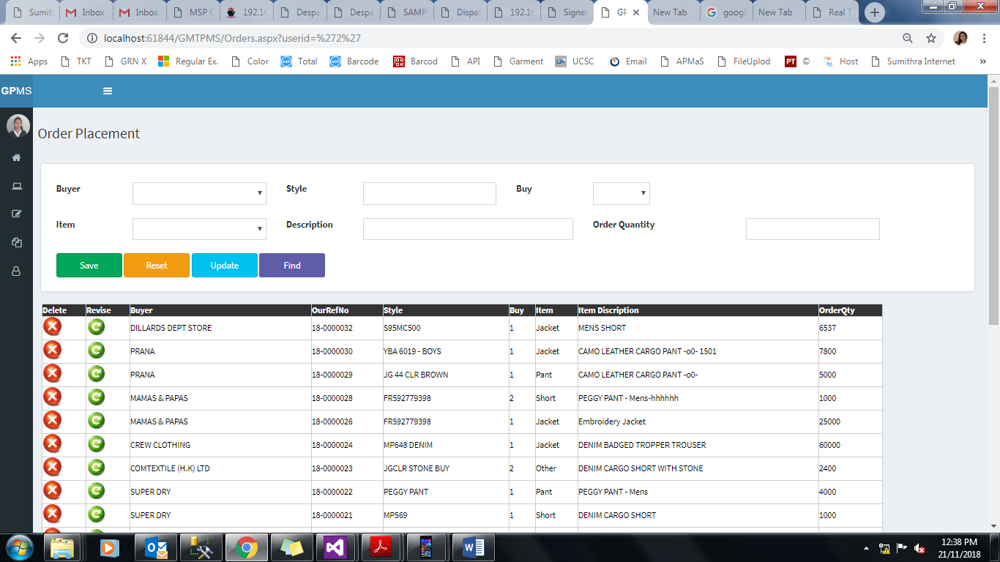 Sumit Inbox Inbox MSP C 192.16 Despa Despa SAMP Dispat 192.16 Signed GP New Tab googl New Tab Real T
localhost:61844/GMTPMS/Orders.aspx?userid=%272%27
Apps TKT GRN X Regular Ex. Color Total Barcode Barcod API Garment UCSC Email APMaS FileUplod PT © Host Sumithra Internet »
GPMS
Order Placement
Buyer Style Buy
Item Description Order Quantity
Save Reset Update Find
Delete Revise Buyer OurRefNo Style Buy Item Item Discription OrderQty
DILLARDS DEPT STORE 18-0000032 S95MC500 1 Jacket MENS SHORT 6537
PRANA 18-0000030 YBA 6019 - BOYS 1 Jacket CAMO LEATHER CARGO PANT -o0- 1501 7800
PRANA 18-0000029 JG 44 CLR BROWN 1 Pant CAMO LEATHER CARGO PANT -o0- 5000
MAMAS & PAPAS 18-0000028 FR592779398 2 Short PEGGY PANT - Mens-hhhhhh 1000
MAMAS & PAPAS 18-0000026 FR592779398 1 Jacket Embroidery Jacket 25000
CREW CLOTHING 18-0000024 MP648 DENIM 1 Jacket DENIM BADGED TROPPER TROUSER 60000
COMTEXTILE (H.K) LTD 18-0000023 JGCLR STONE BUY 2 Other DENIM CARGO SHORT WITH STONE 2400
SUPER DRY 18-0000022 PEGGY PANT 1 Pant PEGGY PANT - Mens 4000
SUPER DRY 18-0000021 MP569 1 Short DENIM CARGO SHORT 1000
12:38 PM
21/11/2018